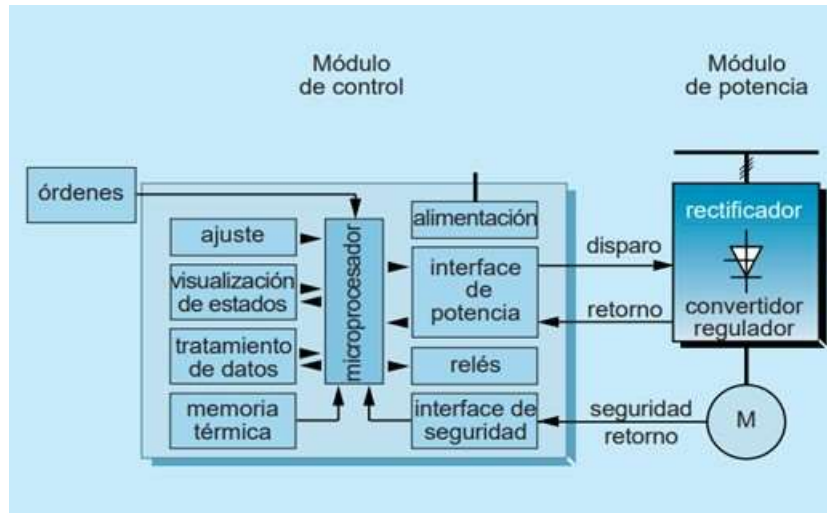 Módulo
de control
Módulo
de potencia
órdenes
ajuste
visualización
de estados
tratamiento
de datos
memoria
térmica
microprocesador
alimentación
interface
de
potencia
relés
interface de
seguridad
disparo
retorno
seguridad
retorno
rectificador
convertidor
regulador
M